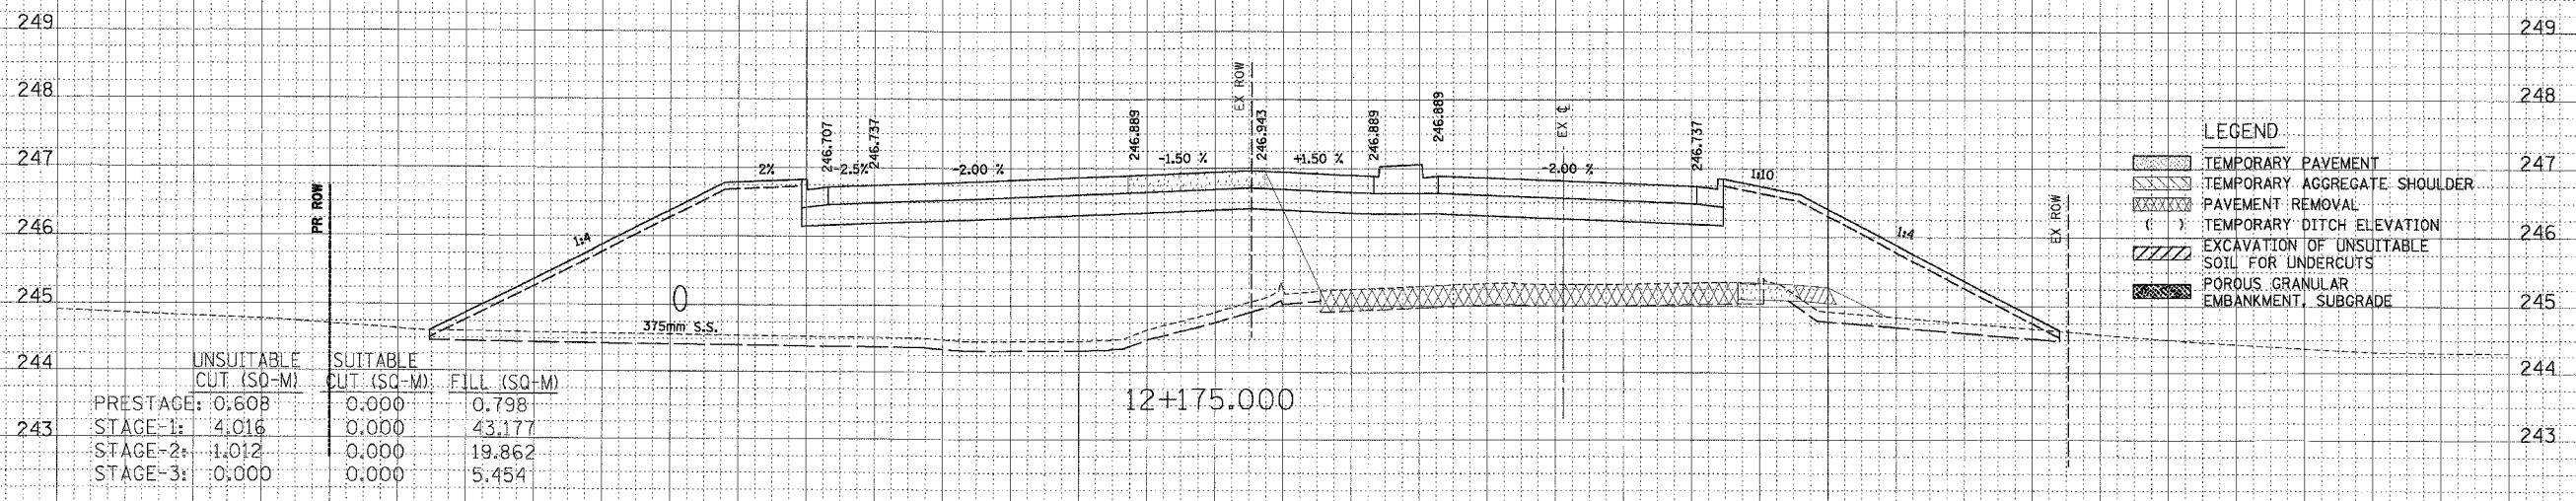 249 249
248 248
247 247
246 246
245 245
244 244
243 243
PR ROW
2%
246.707
-2.5%
246.737
-2.00 %
246.889
-1.50 %
EX ROW
246.943
+1.50 %
246.889
246.889
EX ℄
-2.00 %
246.737
1:10
1:4
1:4
EX ROW
375mm S.S.
12+175.000
UNSUITABLE SUITABLE
CUT (SQ-M) CUT (SQ-M) FILL (SQ-M)
PRESTAGE: 0.608 0.000 0.798
STAGE-1: 4.016 0.000 43.177
STAGE-2: 1.012 0.000 19.862
STAGE-3: 0.000 0.000 5.454
LEGEND
TEMPORARY PAVEMENT
TEMPORARY AGGREGATE SHOULDER
PAVEMENT REMOVAL
( ) TEMPORARY DITCH ELEVATION
EXCAVATION OF UNSUITABLE
SOIL FOR UNDERCUTS
POROUS GRANULAR
EMBANKMENT, SUBGRADE